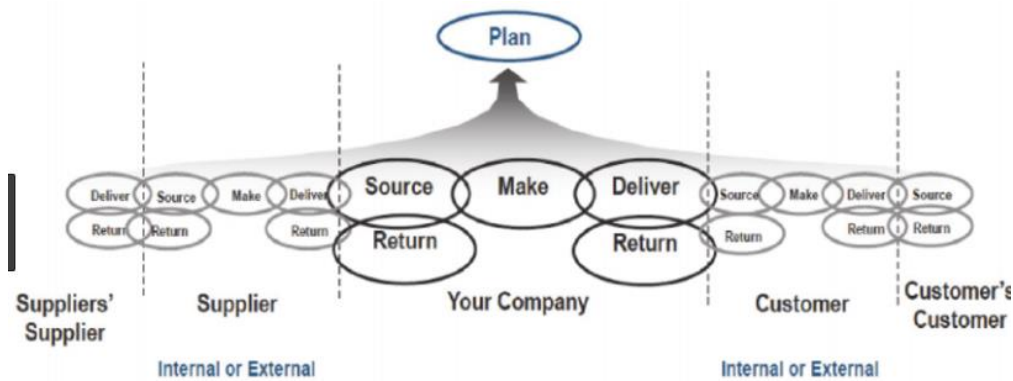 Plan
Deliver Source Make Deliver Source Make Deliver Source Make Deliver Source
Return Return Return Return Return Return Return Return
Suppliers' Supplier Your Company Customer Customer's
Supplier Customer
Internal or External Internal or External